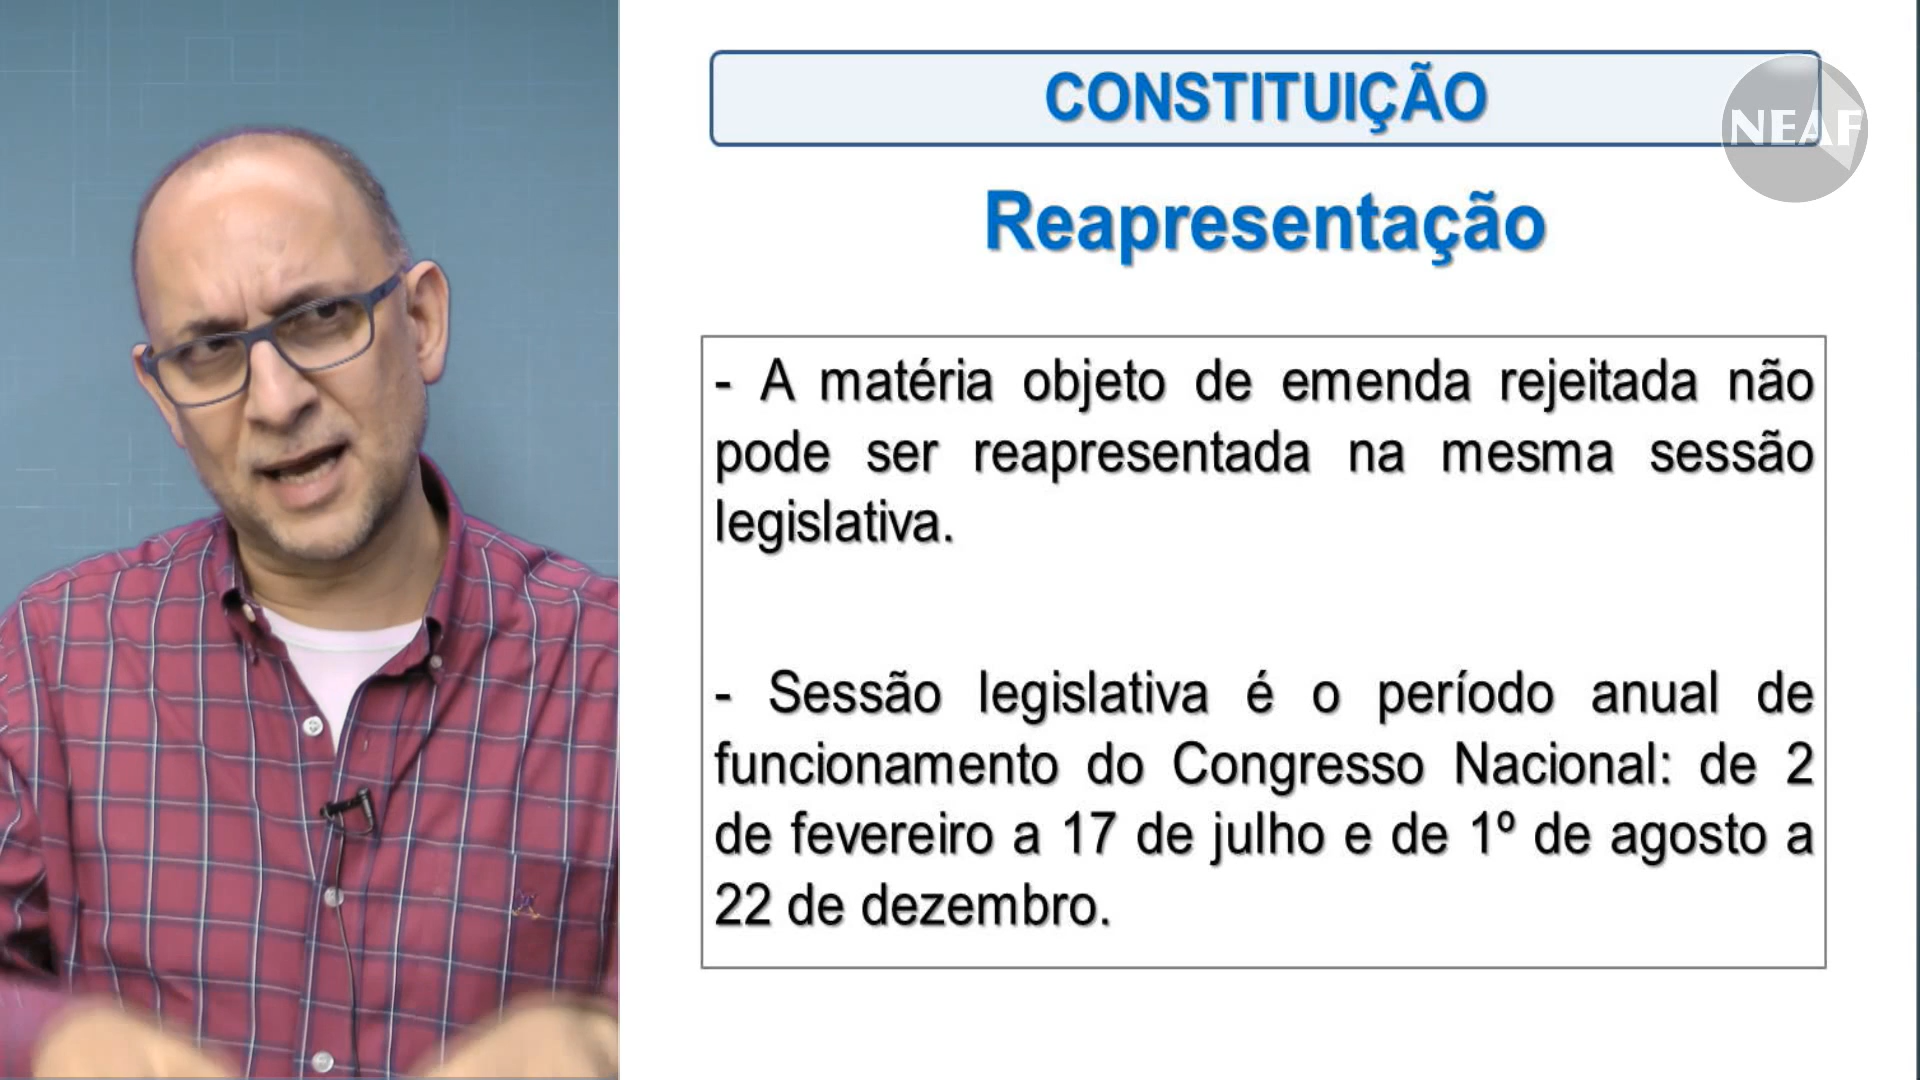 CONSTITUIÇÃO
NEAF
Reapresentação
- A matéria objeto de emenda rejeitada não
pode ser reapresentada na mesma sessão
legislativa.
- Sessão legislativa é o período anual de
funcionamento do Congresso Nacional: de 2
de fevereiro a 17 de julho e de 1º de agosto a
22 de dezembro.